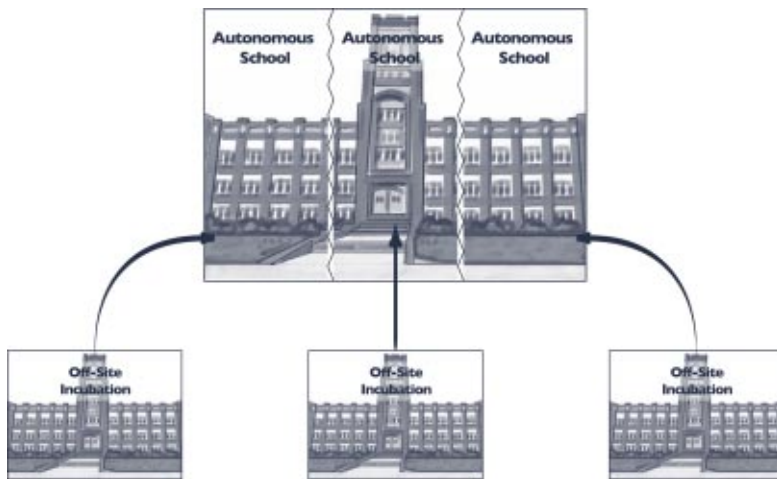 Autonomous
School
Autonomous
School
Autonomous
School
Off-Site
Incubation
Off-Site
Incubation
Off-Site
Incubation